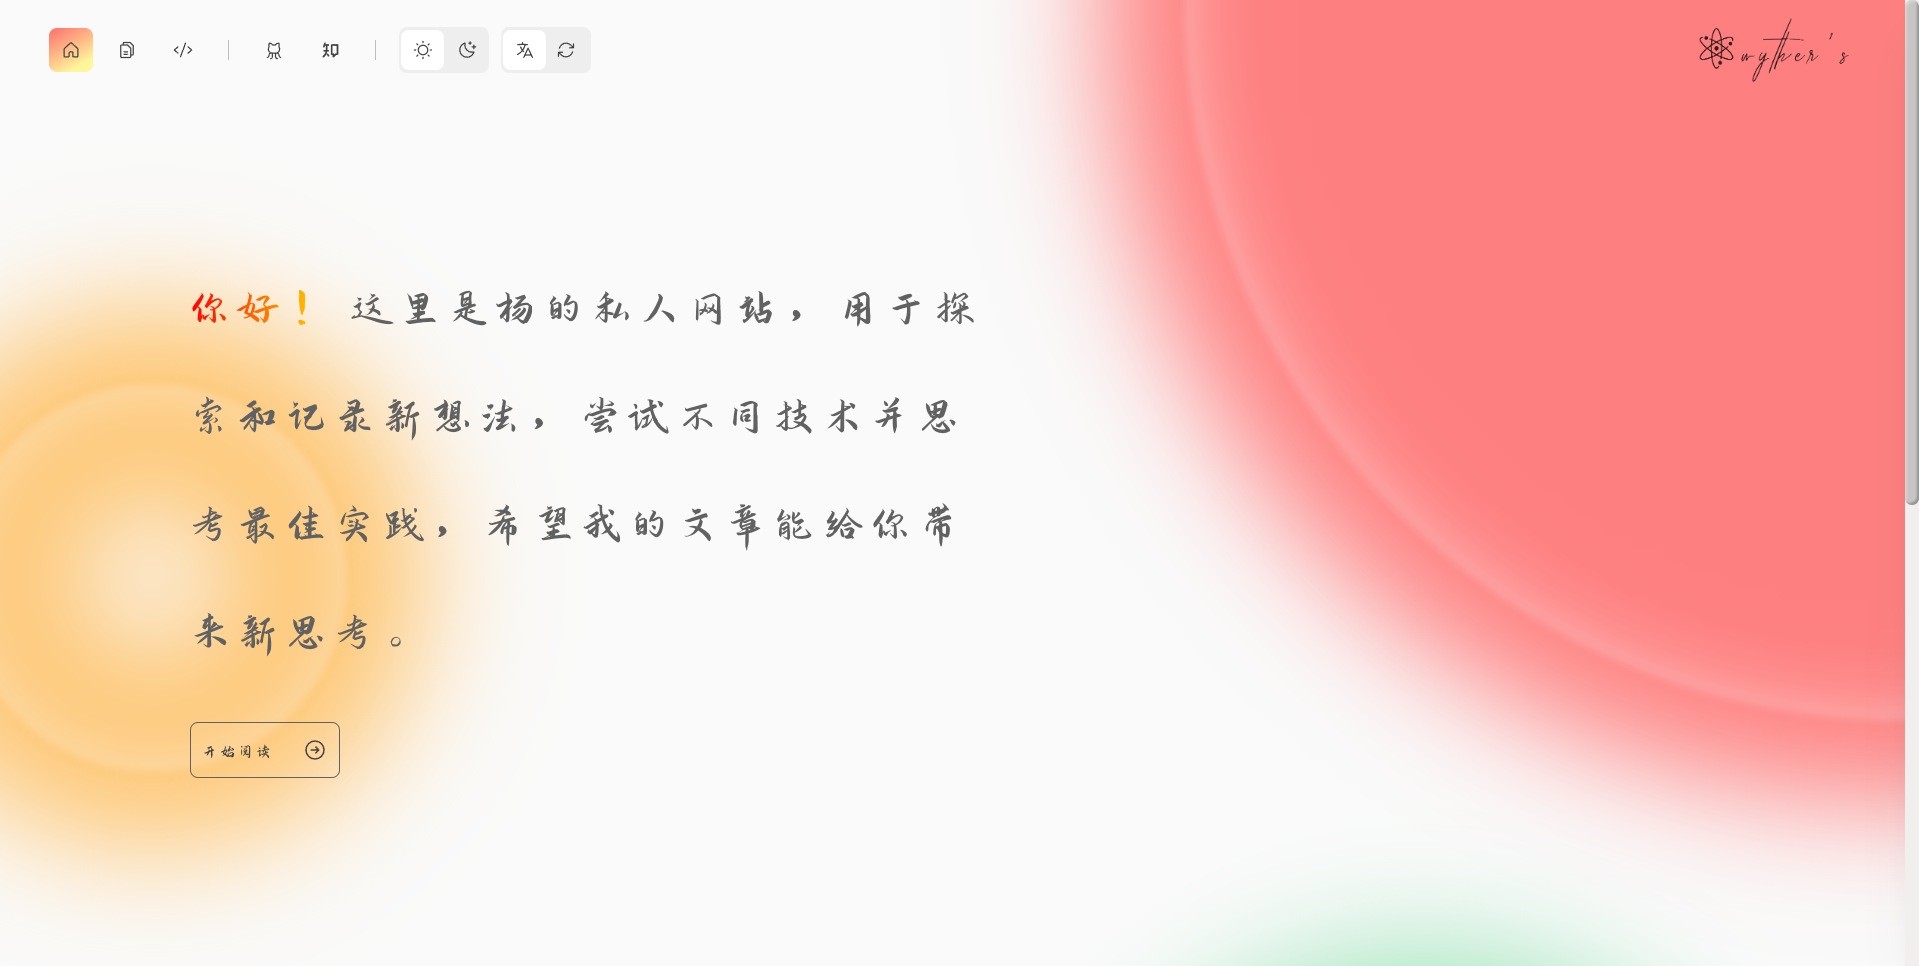 知
wyther's
你好！ 这里是杨的私人网站，用于探
索和记录新想法，尝试不同技术并思
考最佳实践，希望我的文章能给你带
来新思考。
开始阅读